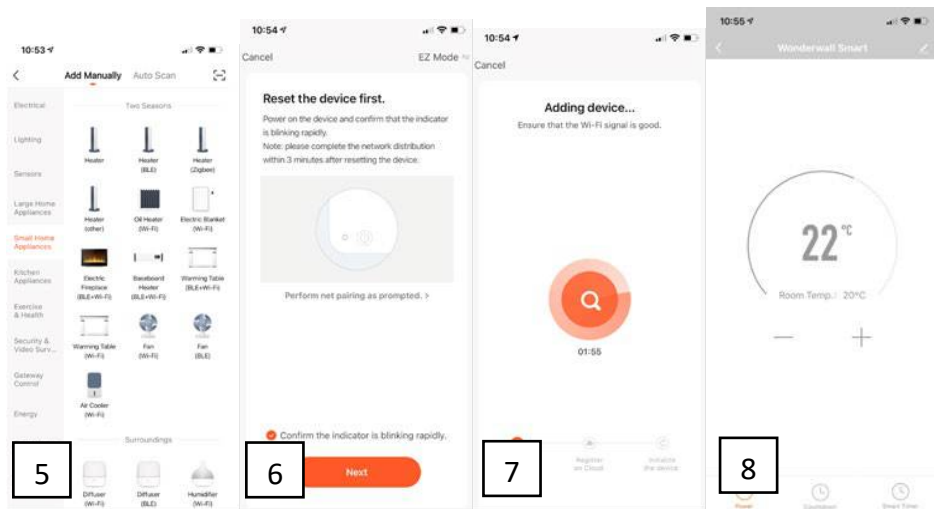 10:53
Add Manually Auto Scan
Electrical
Lighting
Sensors
Large Home
Appliances
Small Home
Appliances
Kitchen
Appliances
Exercise
& Health
Security &
Video Surv...
Gateway
Control
Energy
Two Seasons
Heater
Heater
(BLE)
Heater
(Zigbee)
Heater
(other)
Oil Heater
(Wi-Fi)
Electric Blanket
(Wi-Fi)
Electric
Fireplace
(BLE+Wi-Fi)
Baseboard
Heater
(BLE+Wi-Fi)
Warming Table
(BLE+Wi-Fi)
Warming Table
(Wi-Fi)
Fan
(Wi-Fi)
Fan
(BLE)
Air Cooler
(Wi-Fi)
Surroundings
Diffuser
(Wi-Fi)
Diffuser
(BLE)
Humidifier
(Wi-Fi)
5
10:54
Cancel EZ Mode
Reset the device first.
Power on the device and confirm that the indicator
is blinking rapidly.
Note: please complete the network distribution
within 3 minutes after resetting the device.
Perform net pairing as prompted. >
Confirm the indicator is blinking rapidly.
Next
6
10:54
Cancel
Adding device...
Ensure that the Wi-Fi signal is good.
01:55
Register
on Cloud
Initialize
the device
7
10:55
Wonderwall Smart
22 °C
Room Temp.: 20°C
Power
Countdown
Smart Timer
8